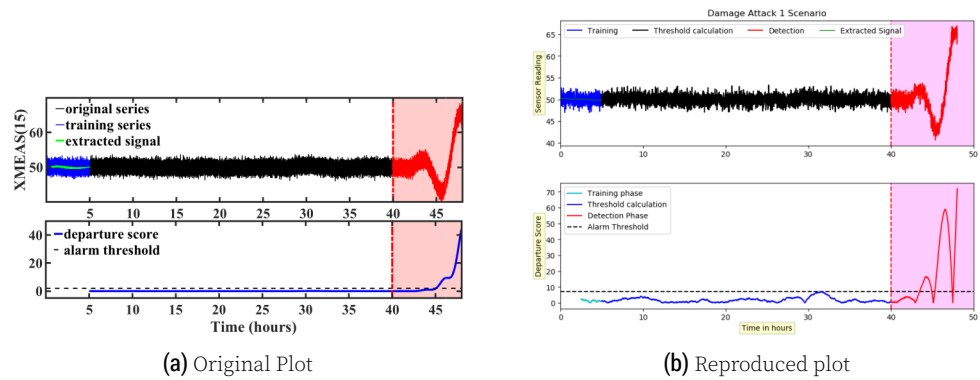 Damage Attack 1 Scenario
XMEAS(15)
60
50
original series
training series
extracted signal
5 10 15 20 25 30 35 40 45
40
20
0
departure score
alarm threshold
5 10 15 20 25 30 35 40 45
Time (hours)
(a) Original Plot
Sensor Reading
65
60
55
50
45
40
Training Threshold calculation Detection Extracted Signal
0 10 20 30 40 50
Departure Score
70
60
50
40
30
20
10
0
Training phase
Threshold calculation
Detection Phase
Alarm Threshold
0 10 20 30 40 50
Time in hours
(b) Reproduced plot